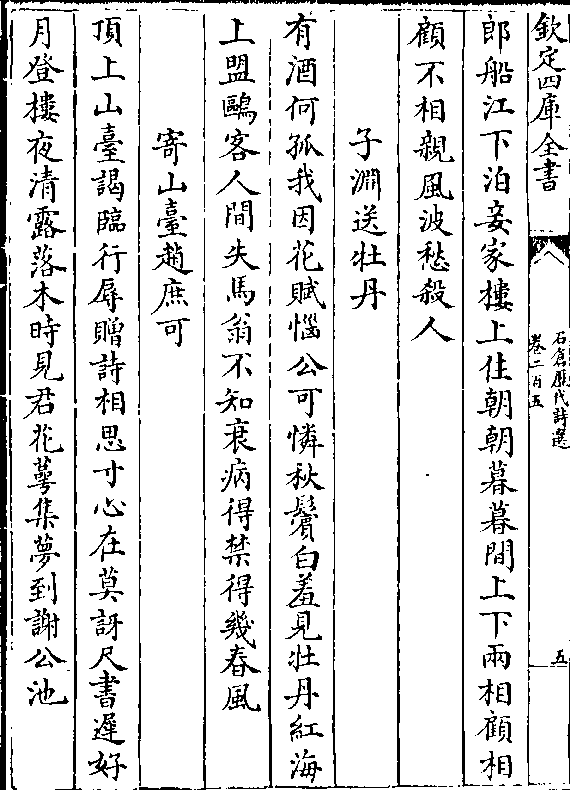 欽定四庫全書
石倉歷代詩選
卷二百五
五
郎船江下泊妾家樓上住朝朝暮暮間上下兩相顧相
顧不相親風波愁殺人
子淵送牡丹
有酒何孤我因花賦惱公可憐秋鬢白羞見牡丹紅海
上盟鷗客人間失馬翁不知衰病得禁得幾春風
寄山臺趙庶可
頂上山臺謁臨行辱贈詩相思寸心在莫訝尺書遲好
月登樓夜清露落木時見君花萼集夢到謝公池